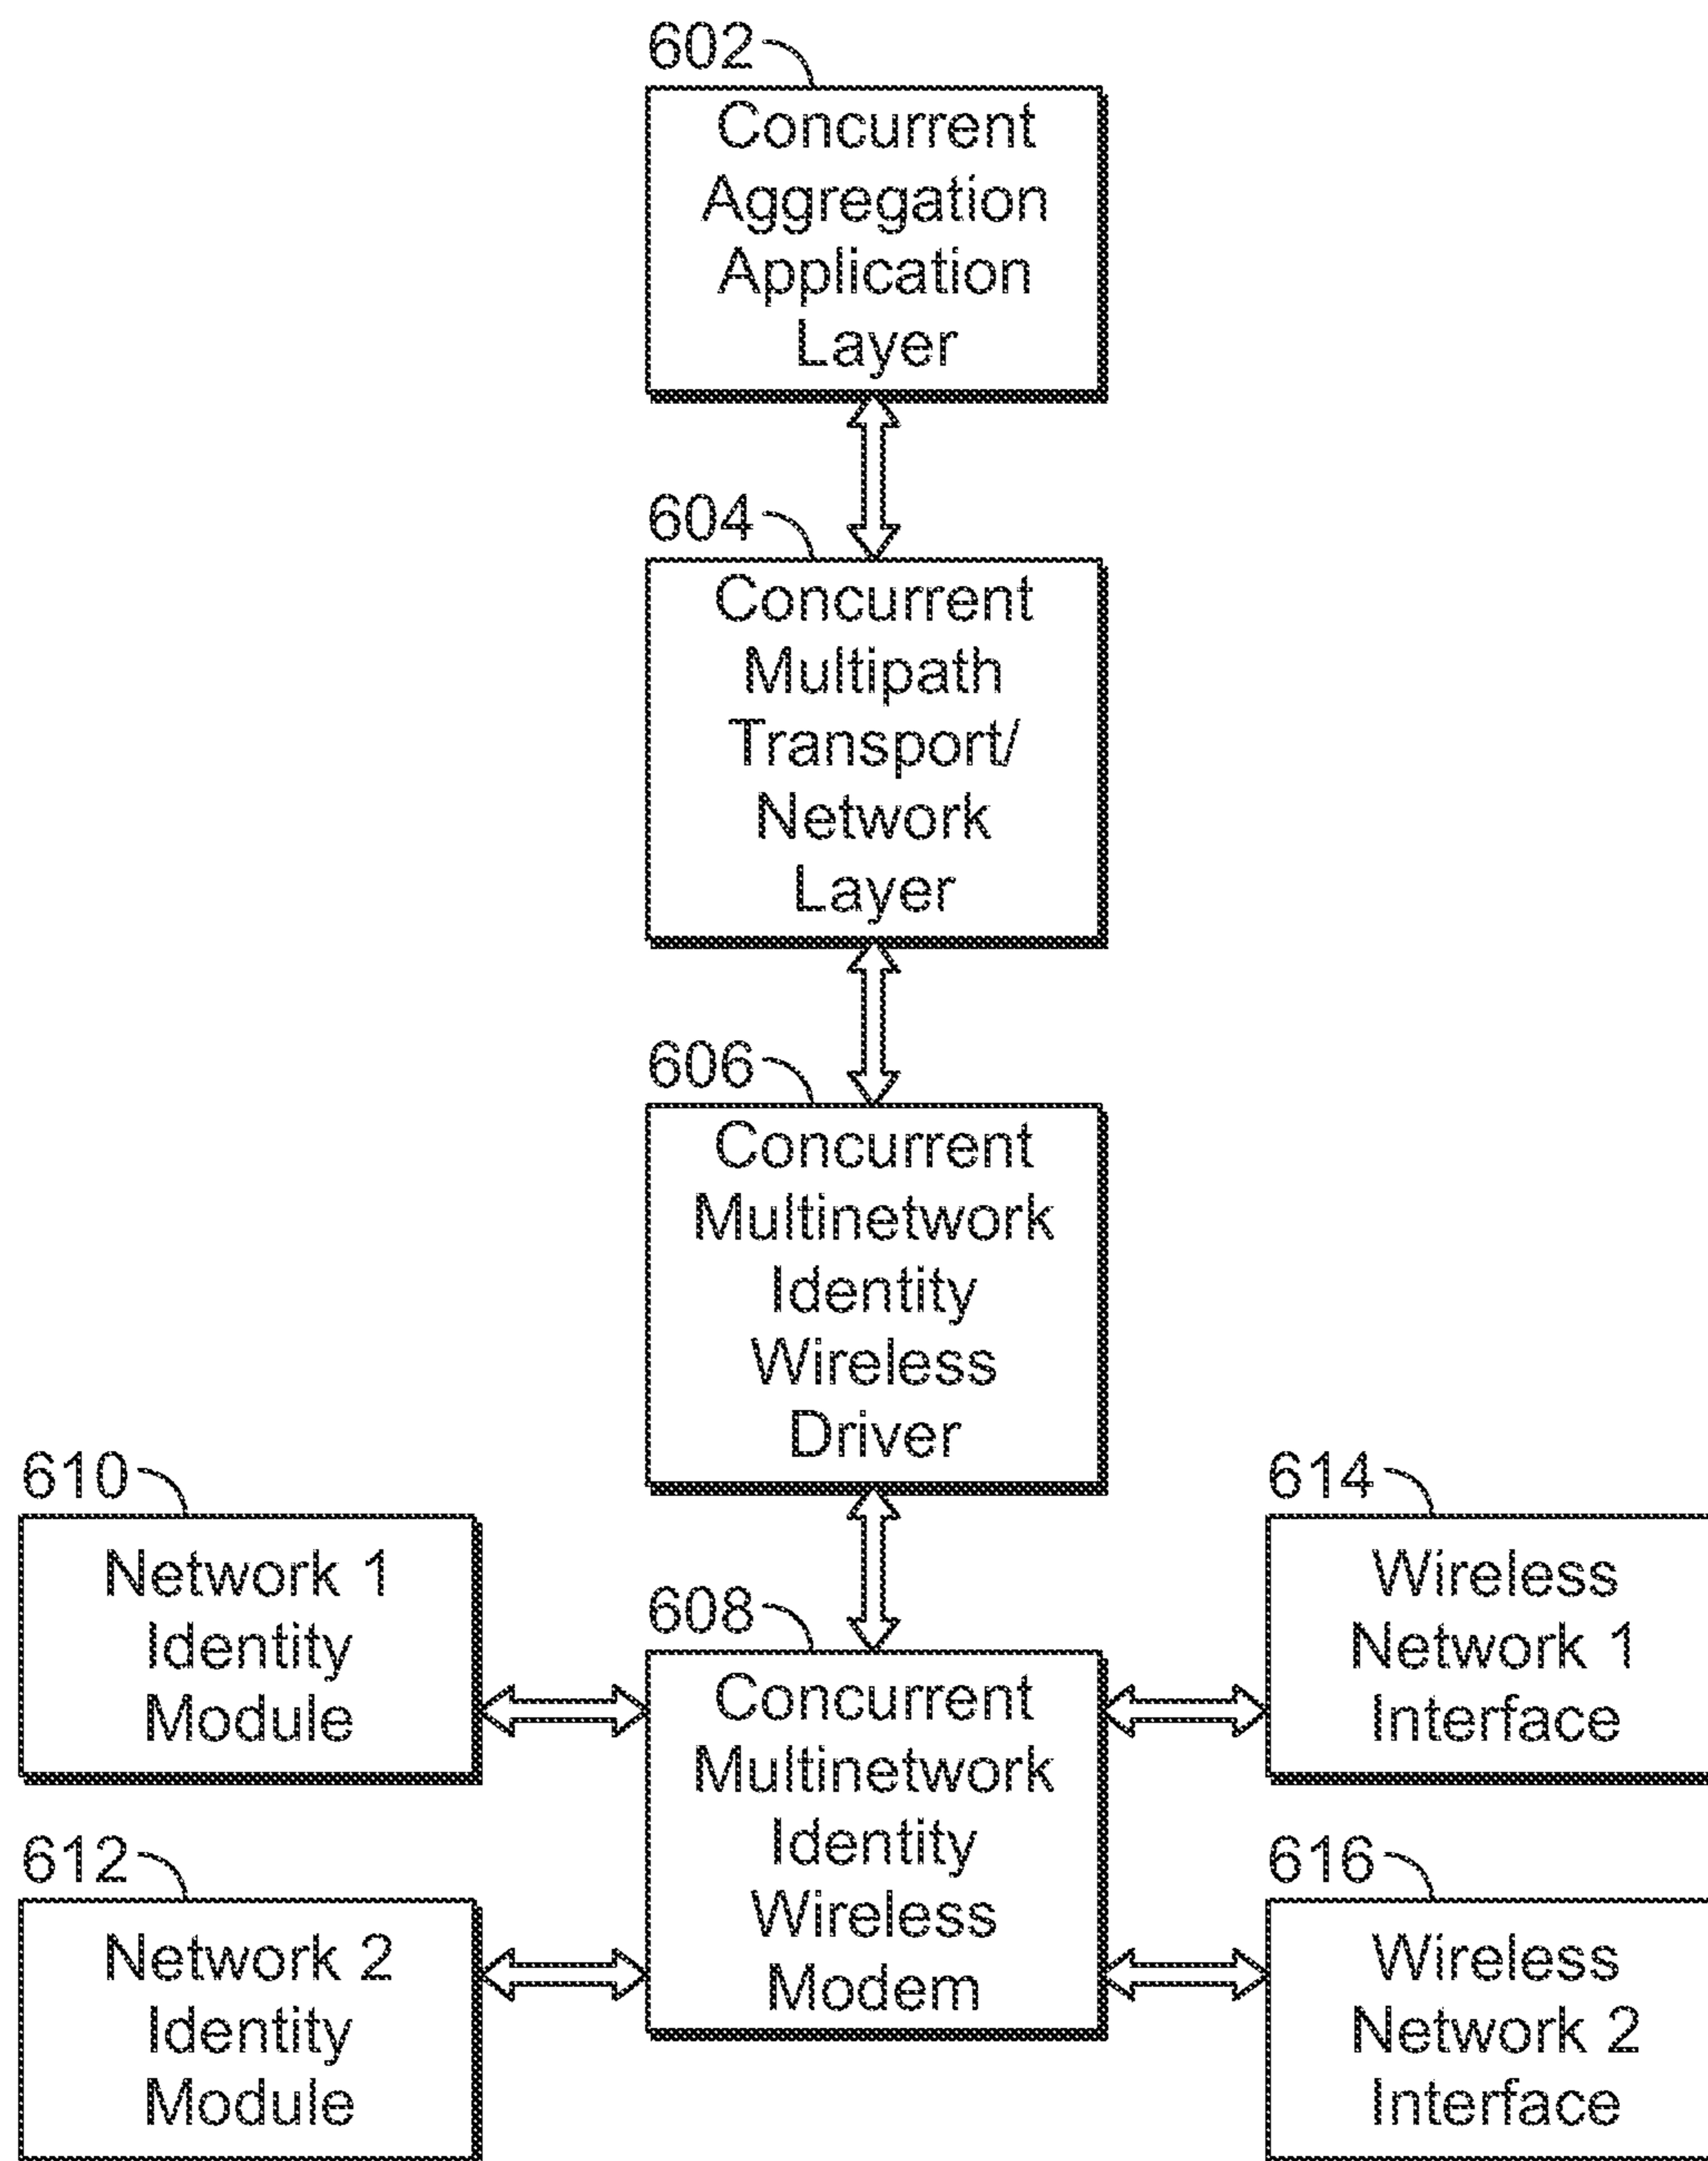 602
Concurrent
Aggregation
Application
Layer
604
Concurrent
Multipath
Transport/
Network
Layer
606
Concurrent
Multinetwork
Identity
Wireless
Driver
610
Network 1
Identity
Module
612
Network 2
Identity
Module
608
Concurrent
Multinetwork
Identity
Wireless
Modem
614
Wireless
Network 1
Interface
616
Wireless
Network 2
Interface